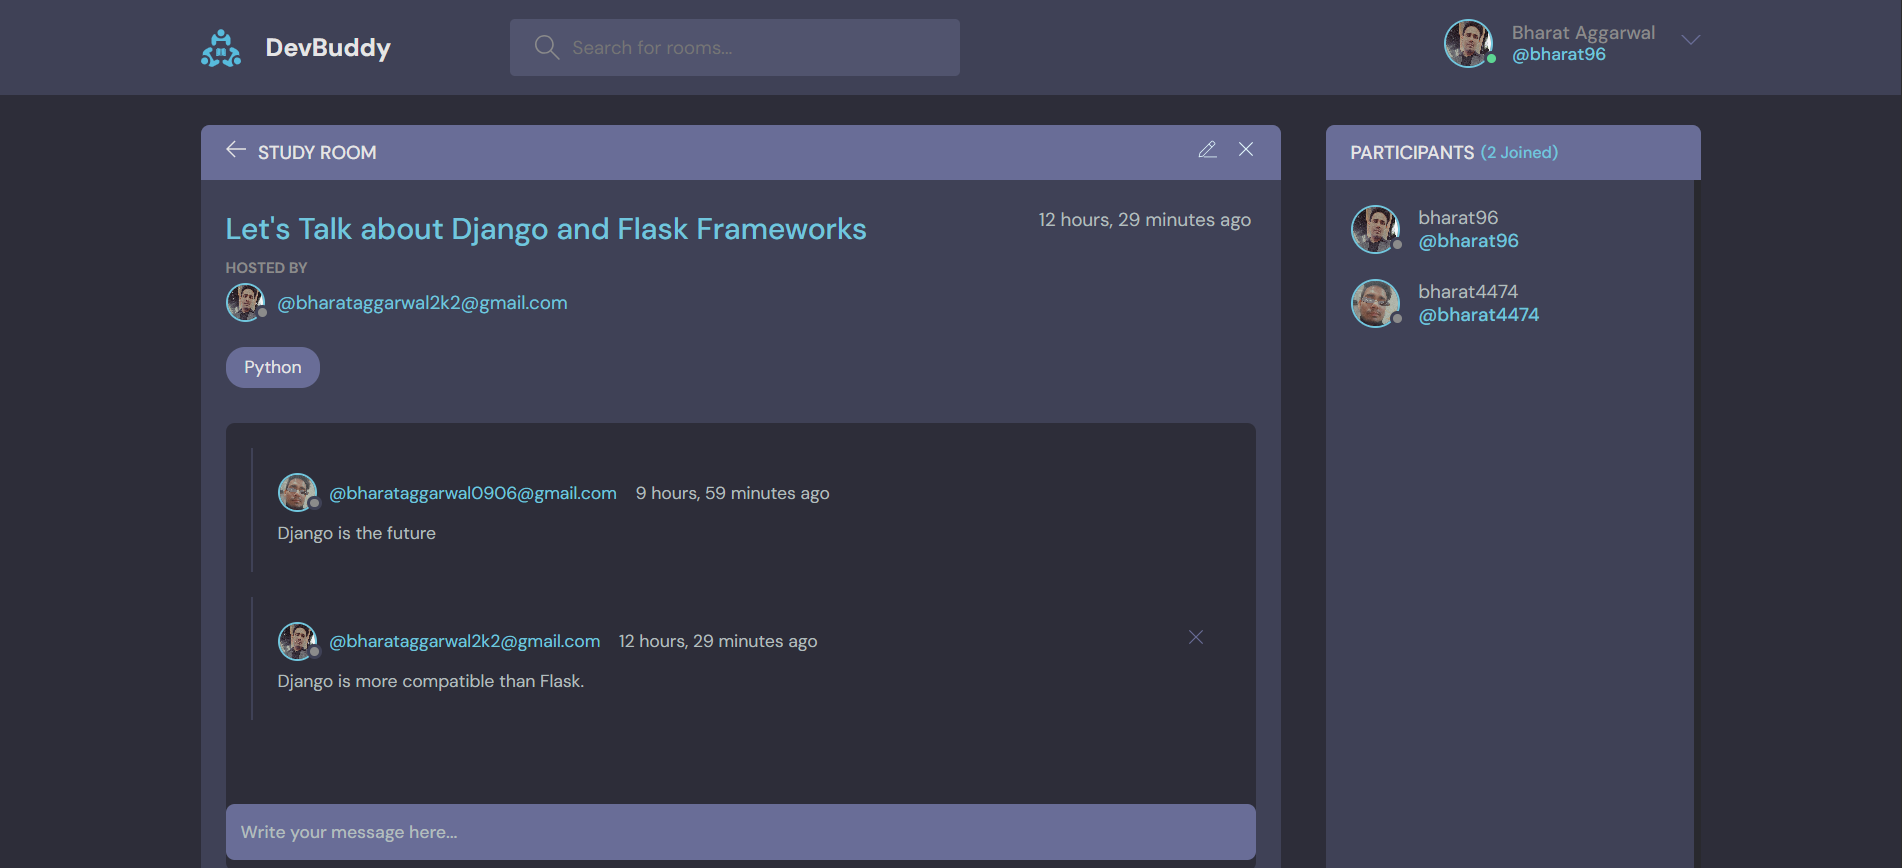 DevBuddy
Search for rooms...
Bharat Aggarwal
@bharat96
STUDY ROOM
Let's Talk about Django and Flask Frameworks
12 hours, 29 minutes ago
HOSTED BY
@bharataggarwal2k2@gmail.com
Python
@bharataggarwal0906@gmail.com 9 hours, 59 minutes ago
Django is the future
@bharataggarwal2k2@gmail.com 12 hours, 29 minutes ago
Django is more compatible than Flask.
Write your message here...
PARTICIPANTS (2 Joined)
bharat96
@bharat96
bharat4474
@bharat4474